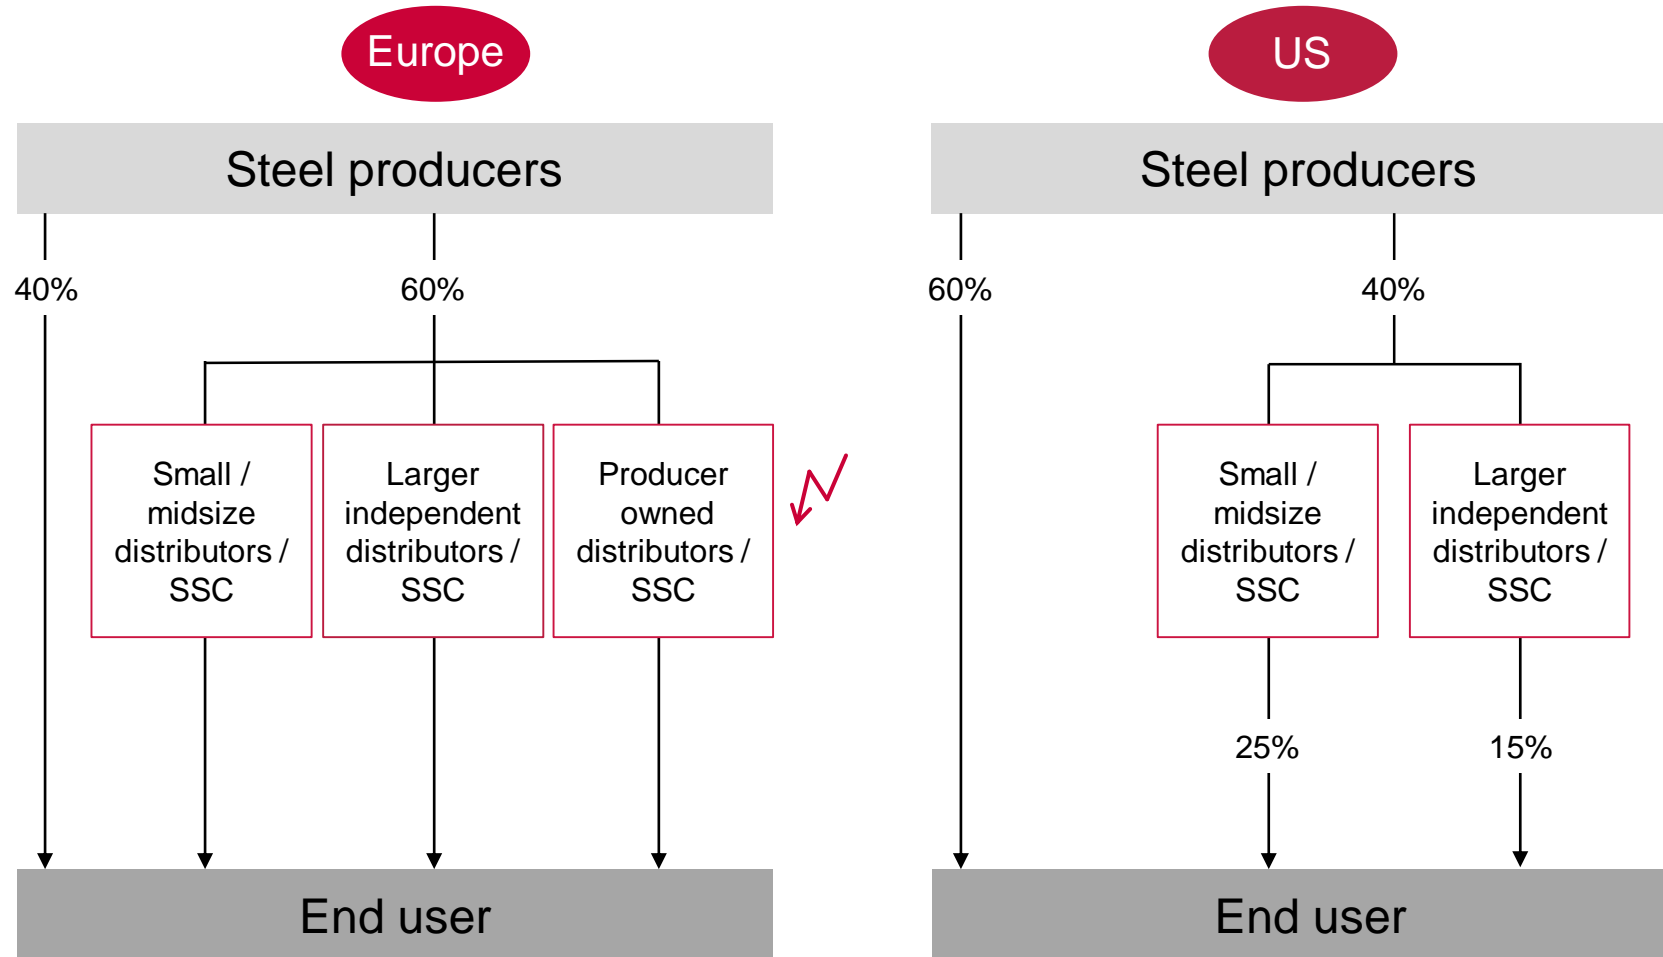 Europe
US
Steel producers
Steel producers
40%
60%
60%
40%
Small /
midsize
distributors /
SSC
Larger
independent
distributors /
SSC
Producer
owned
distributors /
SSC
Small /
midsize
distributors /
SSC
Larger
independent
distributors /
SSC
25%
15%
End user
End user